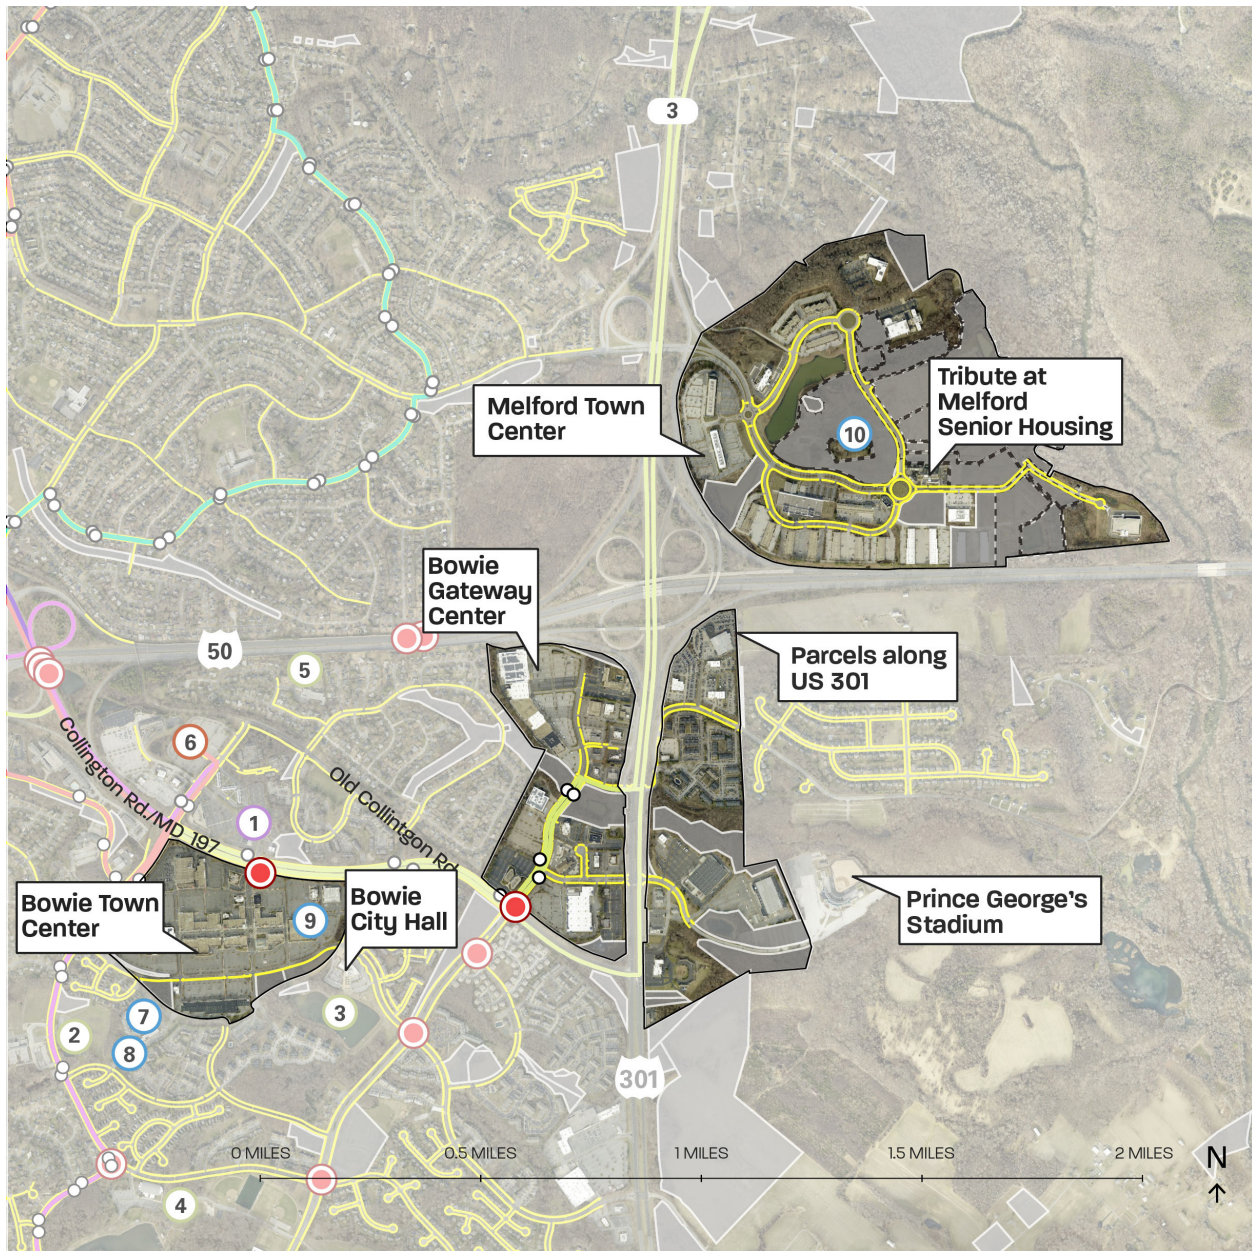 3
Melford Town
Center
Tribute at
Melford
Senior Housing
10
Bowie
Gateway
Center
50
5
Parcels along
US 301
Collington Rd./MD 197
6
Old Collintgon Rd.
1
Bowie Town
Center
9
Bowie
City Hall
Prince George's
Stadium
7
3
2
8
301
0 MILES
0.5 MILES
1 MILES
1.5 MILES
2 MILES
N
4